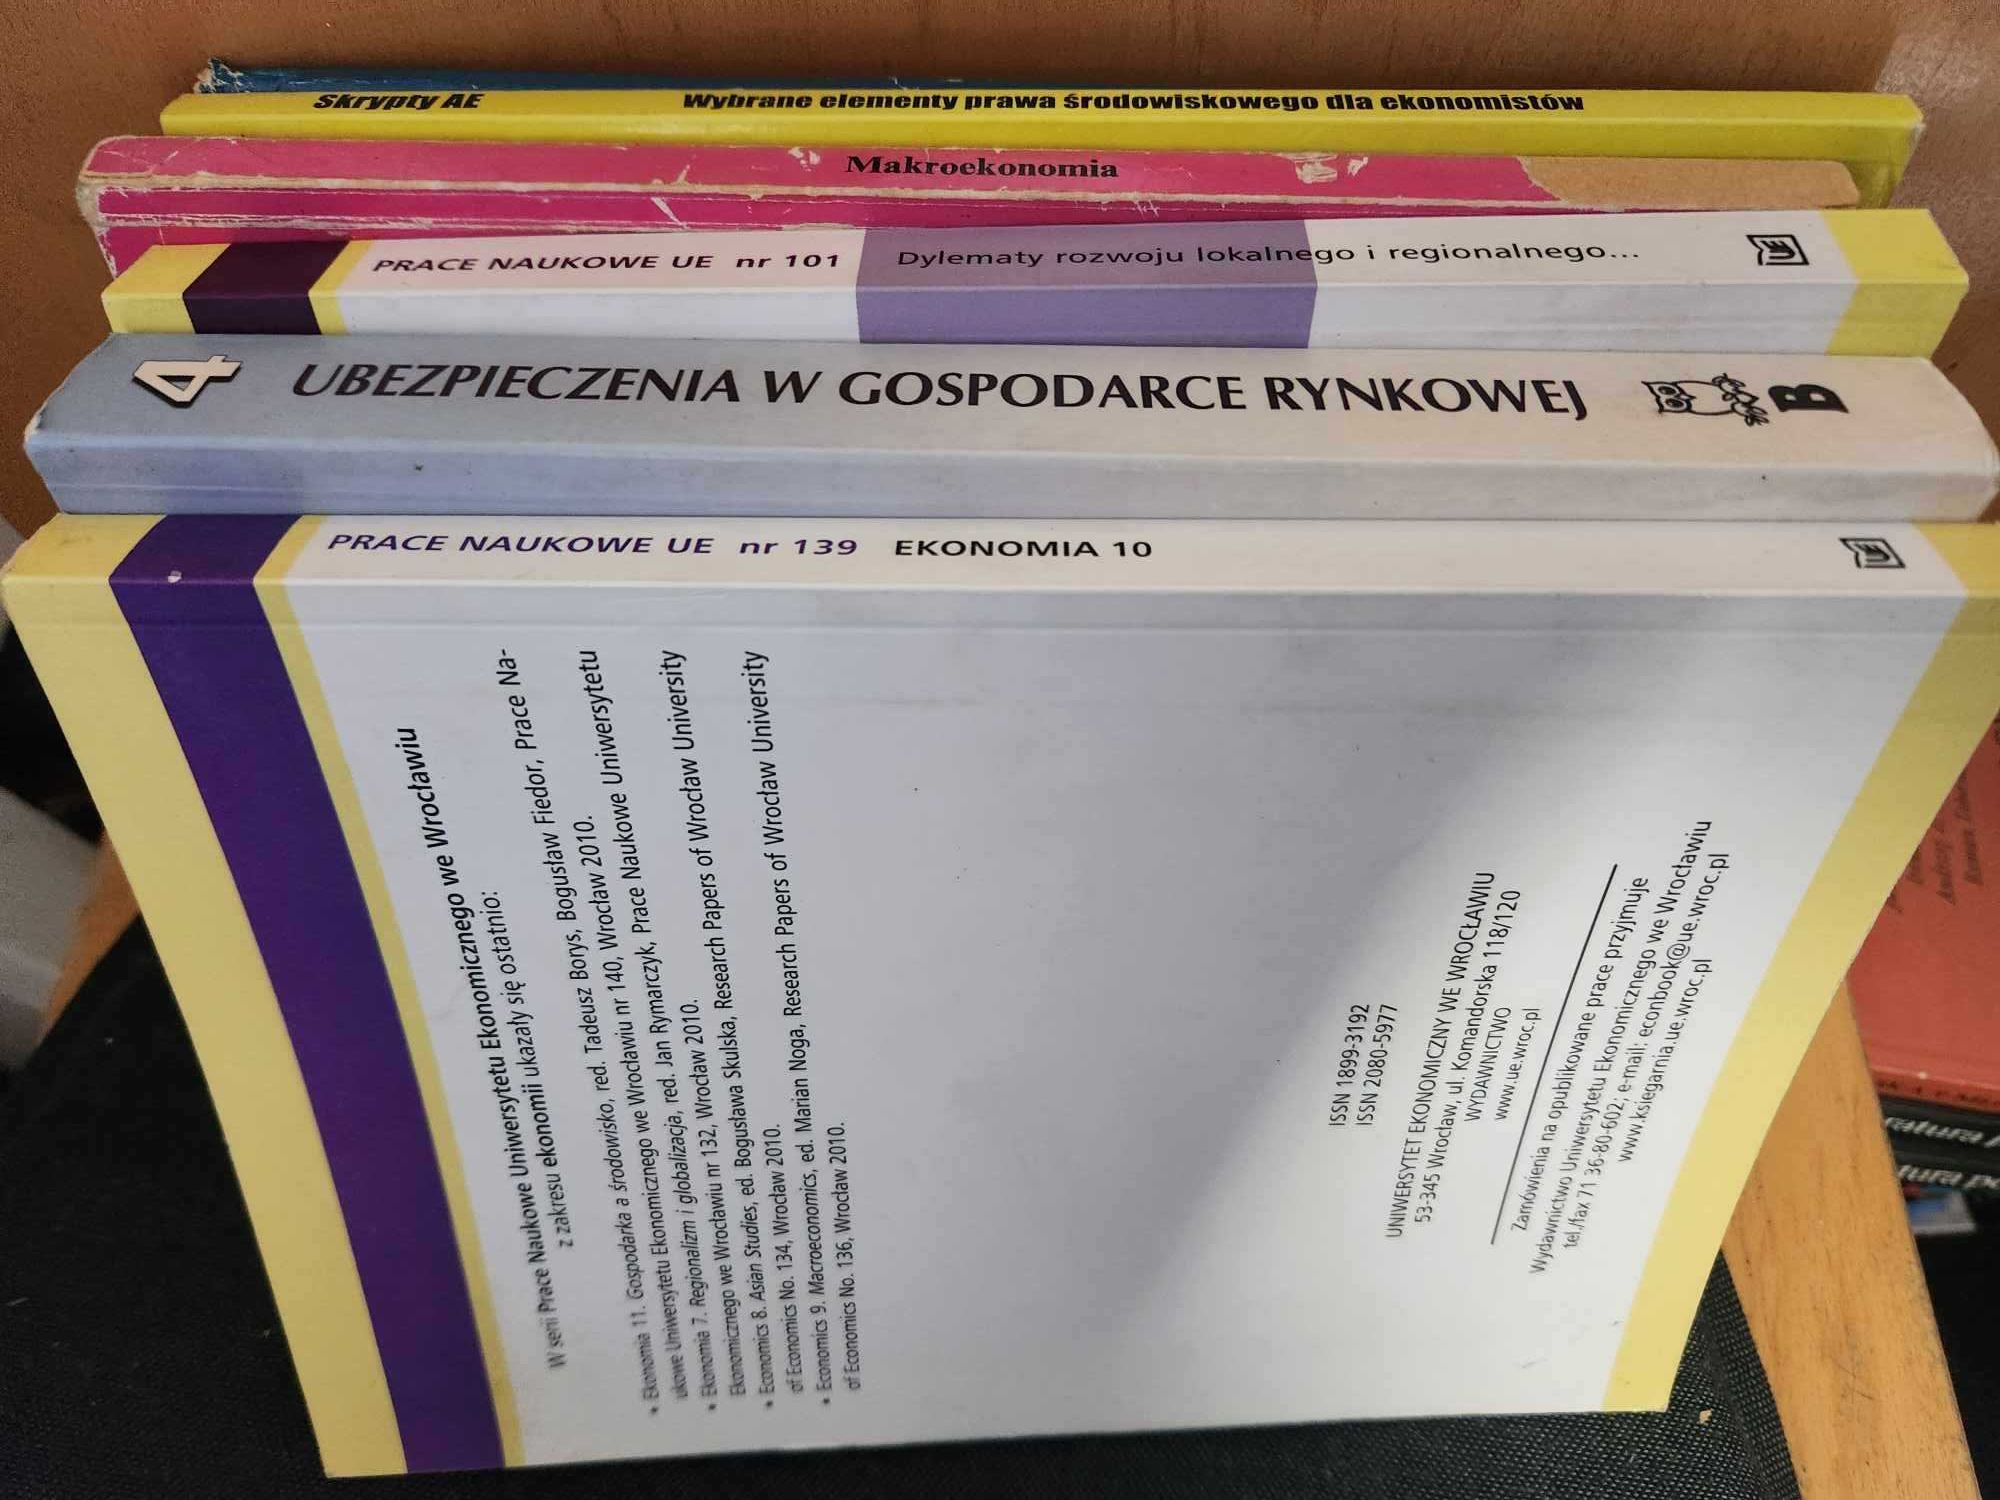 Skrypty AE Wybrane elementy prawa środowiskowego dla ekonomistów
Makroekonomia
PRACE NAUKOWE UE nr 101 Dylematy rozwoju lokalnego i regionalnego...
UE
4 UBEZPIECZENIA W GOSPODARCE RYNKOWEJ B
PRACE NAUKOWE UE nr 139 EKONOMIA 10
UE
W serii Prace Naukowe Uniwersytetu Ekonomicznego we Wrocławiu
z zakresu ekonomii ukazały się ostatnio:
• Ekonomia 11. Gospodarka a środowisko, red. Tadeusz Borys, Bogusław Fiedor, Prace Na-
ukowe Uniwersytetu Ekonomicznego we Wrocławiu nr 140, Wrocław 2010.
• Ekonomia 7. Regionalizm i globalizacja, red. Jan Rymarczyk, Prace Naukowe Uniwersytetu
Ekonomicznego we Wrocławiu nr 132, Wrocław 2010.
• Economics 8. Asian Studies, ed. Bogusława Skulska, Research Papers of Wrocław University
of Economics No. 134, Wrocław 2010.
• Economics 9. Macroeconomics, ed. Marian Noga, Research Papers of Wrocław University
of Economics No. 136, Wrocław 2010.
ISSN 1899-3192
ISSN 2080-5977
UNIWERSYTET EKONOMICZNY WE WROCŁAWIU
53-345 Wrocław, ul. Komandorska 118/120
WYDAWNICTWO
www.ue.wroc.pl
Zamówienia na opublikowane prace przyjmuje
Wydawnictwo Uniwersytetu Ekonomicznego we Wrocławiu
tel./fax 71 36-80-602; e-mail: econbook@ue.wroc.pl
www.ksiegarnia.ue.wroc.pl